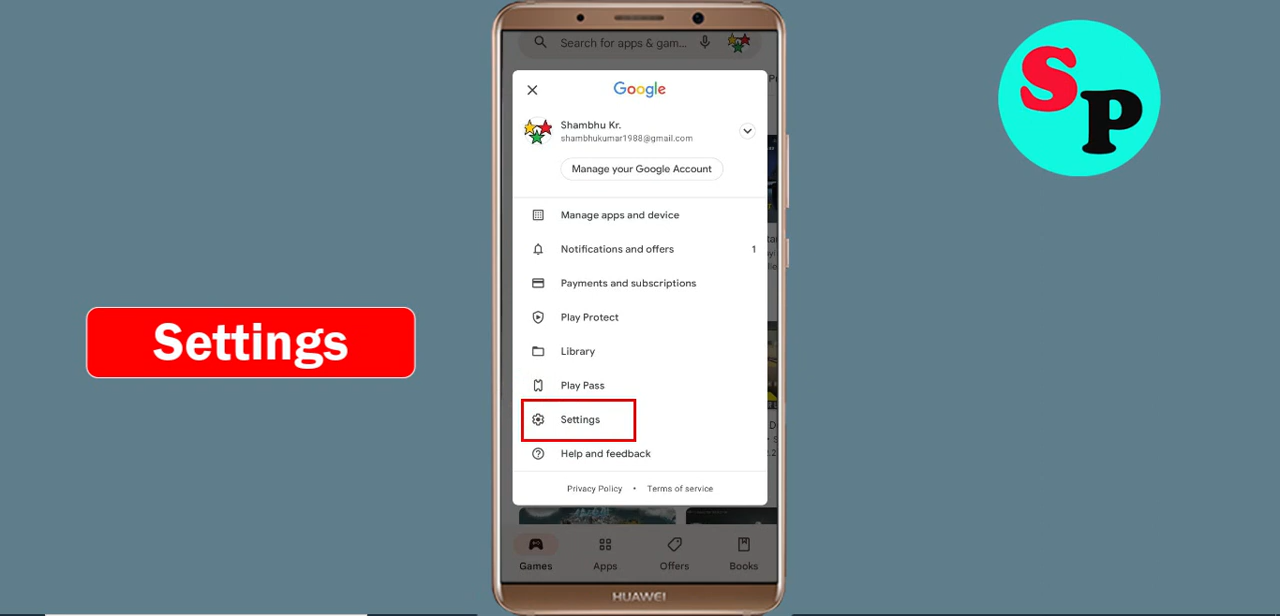 Search for apps & gam...
Google
Shambhu Kr.
shambhukumar1988@gmail.com
Manage your Google Account
Manage apps and device
Notifications and offers 1
Payments and subscriptions
Play Protect
Library
Play Pass
Settings
Help and feedback
Privacy Policy • Terms of service
Games Apps Offers Books
HUAWEI
Settings
SP